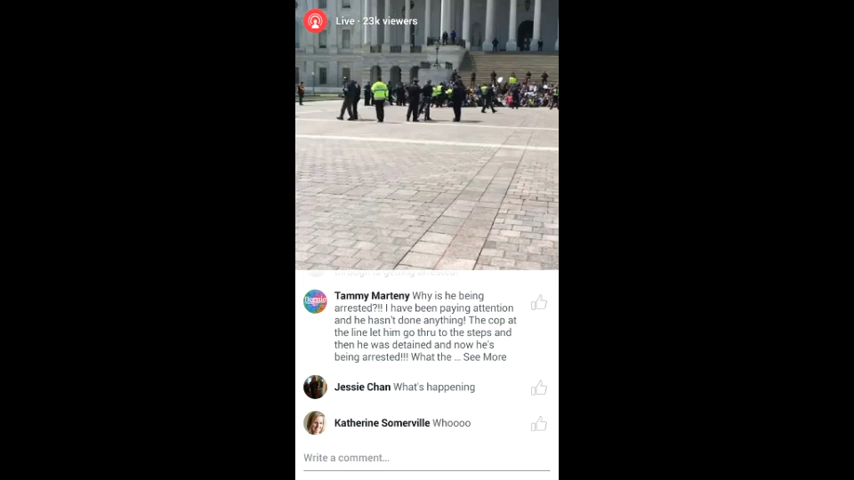 Live · 23k viewers
Tammy Marteny Why is he being
arrested?!! I have been paying attention
and he hasn't done anything! The cop at
the line let him go thru to the steps and
then he was detained and now he's
being arrested!!! What the ... See More
Jessie Chan What's happening
Katherine Somerville Whoooo
Write a comment...